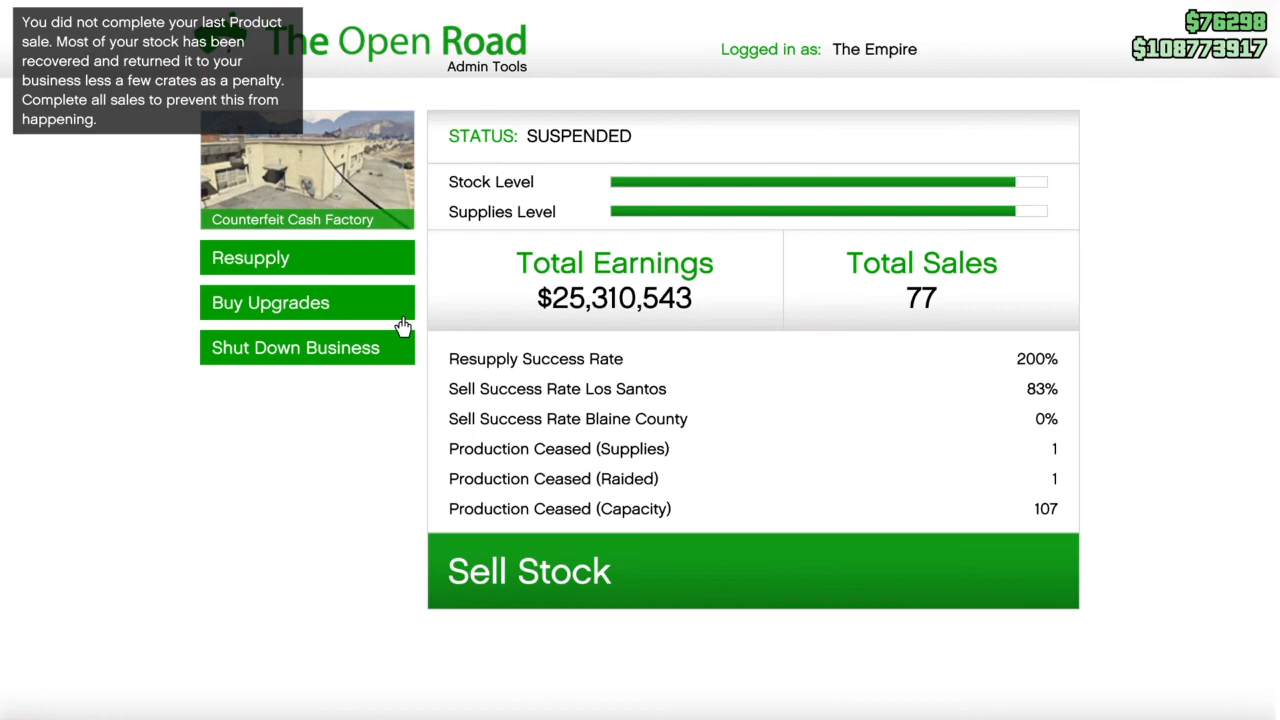 You did not complete your last Product
sale. Most of your stock has been
recovered and returned it to your
business less a few crates as a penalty.
Complete all sales to prevent this from
happening.
The Open Road
Admin Tools
Logged in as: The Empire
$76298
$108773917
Counterfeit Cash Factory
Resupply
Buy Upgrades
Shut Down Business
STATUS: SUSPENDED
Stock Level
Supplies Level
Total Earnings
$25,310,543
Total Sales
77
Resupply Success Rate 200%
Sell Success Rate Los Santos 83%
Sell Success Rate Blaine County 0%
Production Ceased (Supplies) 1
Production Ceased (Raided) 1
Production Ceased (Capacity) 107
Sell Stock